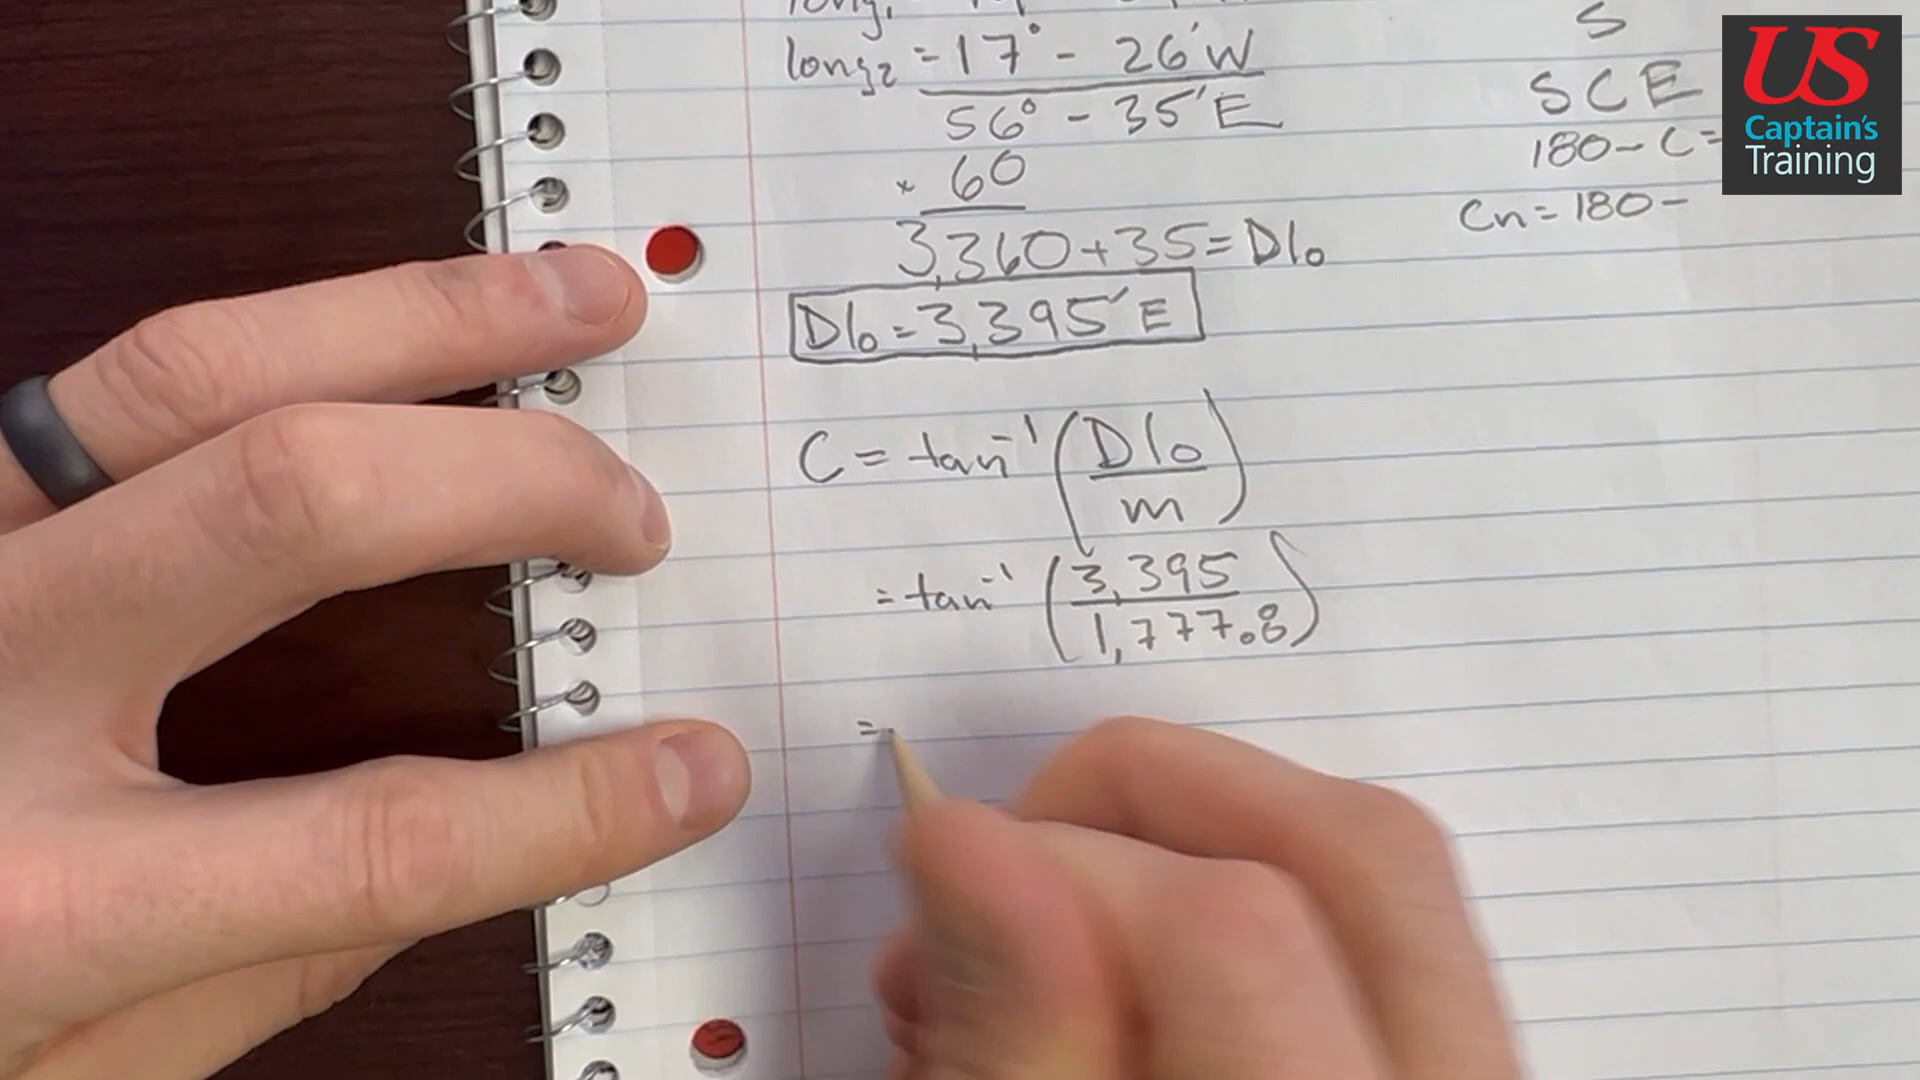 long₂ = 17° - 26' W
56° - 35' E
× 60
3,360 + 35 = Dlo
Dlo = 3,395' E
C = tan⁻¹ (Dlo / m)
= tan⁻¹ (3,395 / 1,777.8)
=
S
S C E
180 - C =
Cn = 180 -
US
Captain's
Training